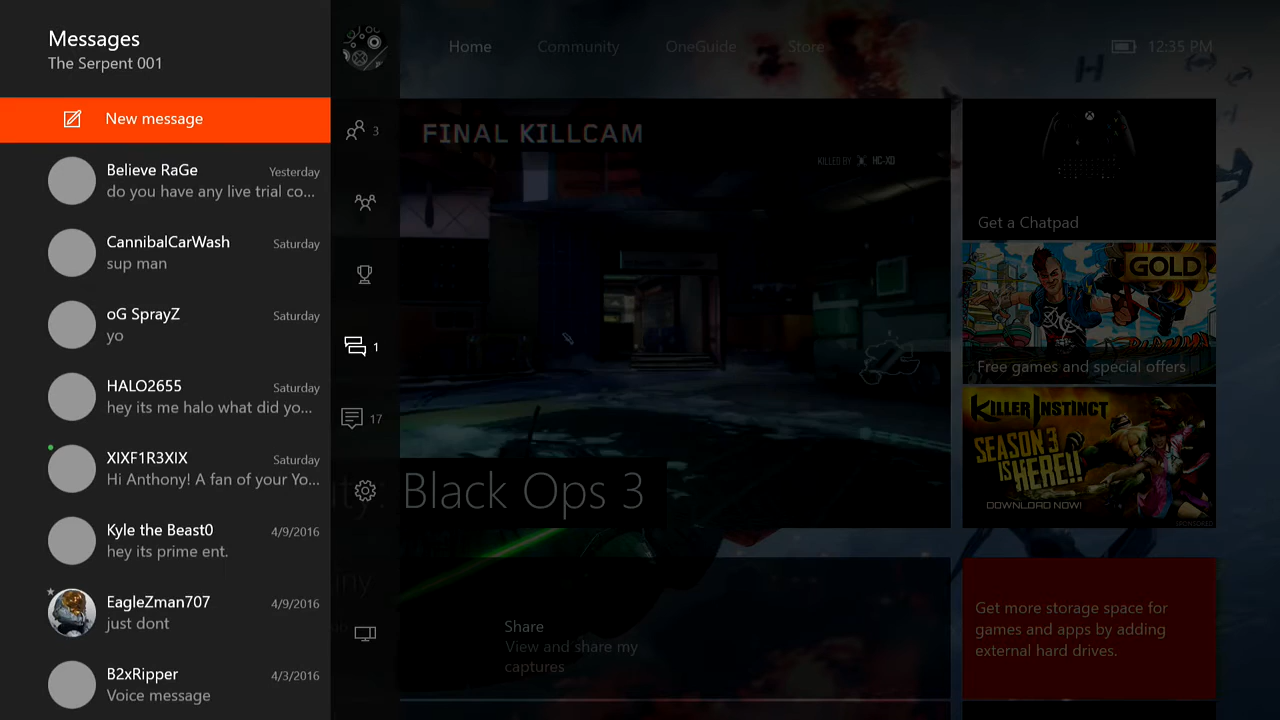 Messages
The Serpent 001
New message
Believe RaGe Yesterday
do you have any live trial co...
CannibalCarWash Saturday
sup man
oG SprayZ Saturday
yo
HALO2655 Saturday
hey its me halo what did yo...
XIXF1R3XIX Saturday
Hi Anthony! A fan of your Yo...
Kyle the Beast0 4/9/2016
hey its prime ent.
EagleZman707 4/9/2016
just dont
B2xRipper 4/3/2016
Voice message
3
1
17
Home Community OneGuide Store 12:35 PM
FINAL KILLCAM
KILLED BY HC-XD
Black Ops 3
Share
View and share my
captures
Get a Chatpad
GOLD
Free games and special offers
KILLER INSTINCT
SEASON 3
IS HERE!!
DOWNLOAD NOW!
SPONSORED
Get more storage space for
games and apps by adding
external hard drives.